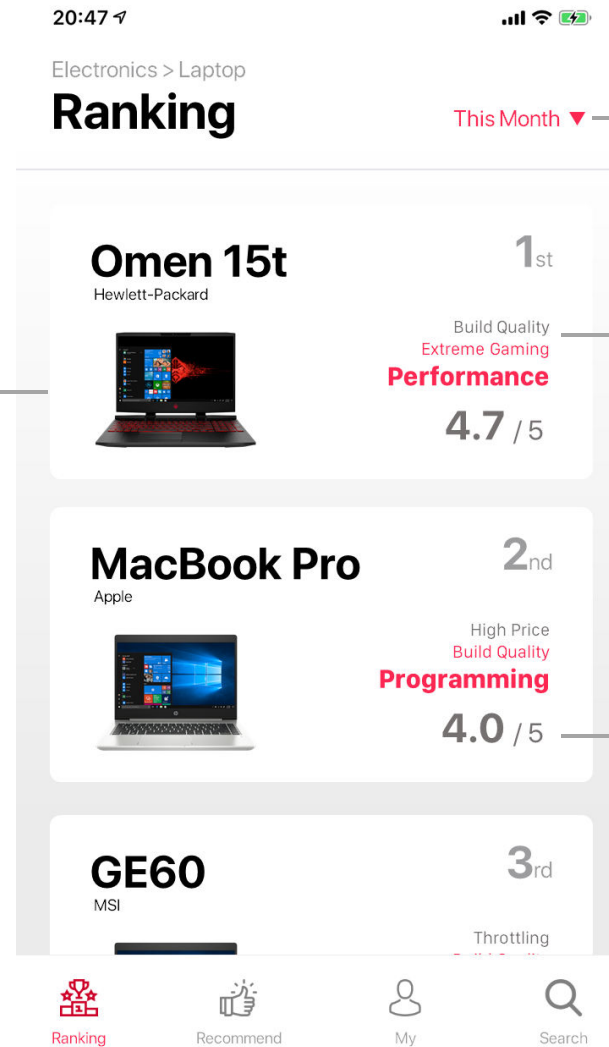 20:47
Electronics > Laptop
Ranking
This Month ▼
Omen 15t
1st
Hewlett-Packard
Build Quality
Extreme Gaming
Performance
4.7 / 5
MacBook Pro
2nd
Apple
High Price
Build Quality
Programming
4.0 / 5
GE60
3rd
MSI
Throttling
Ranking
Recommend
My
Search